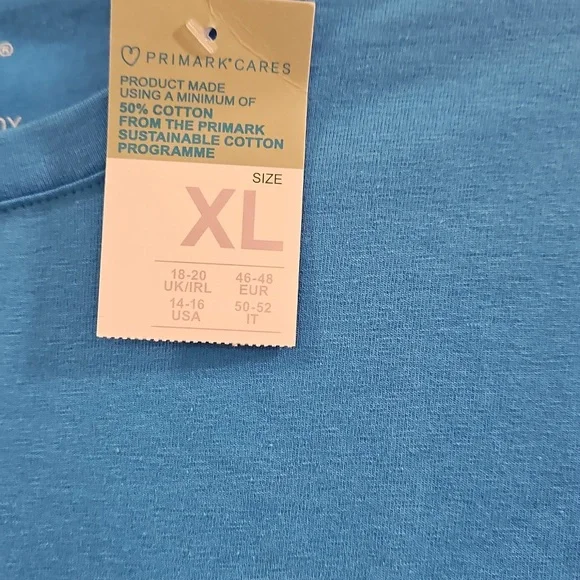 ®
PRIMARK®CARES
PRODUCT MADE
USING A MINIMUM OF
50% COTTON
FROM THE PRIMARK
SUSTAINABLE COTTON
PROGRAMME
SIZE
XL
18-20 46-48
UK/IRL EUR
14-16 50-52
USA IT